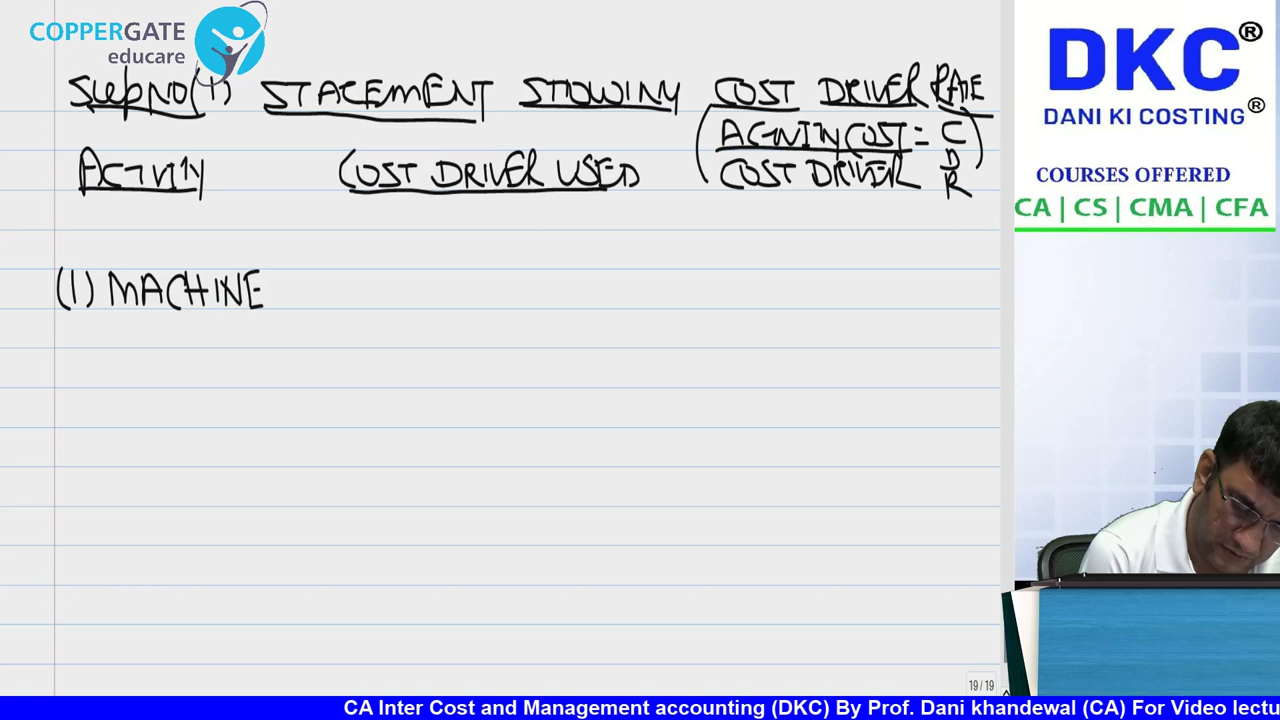 COPPERGATE
educare
STEP NO(1) STATEMENT SHOWING COST DRIVER RATE
(ACTIVITY COST = C
ACTIVITY COST DRIVER USED COST DRIVER D
R)
(1) MACHINE
19 / 19
DKC®
DANI KI COSTING®
COURSES OFFERED
CA | CS | CMA | CFA
CA Inter Cost and Management accounting (DKC) By Prof. Dani khandewal (CA) For Video lectu